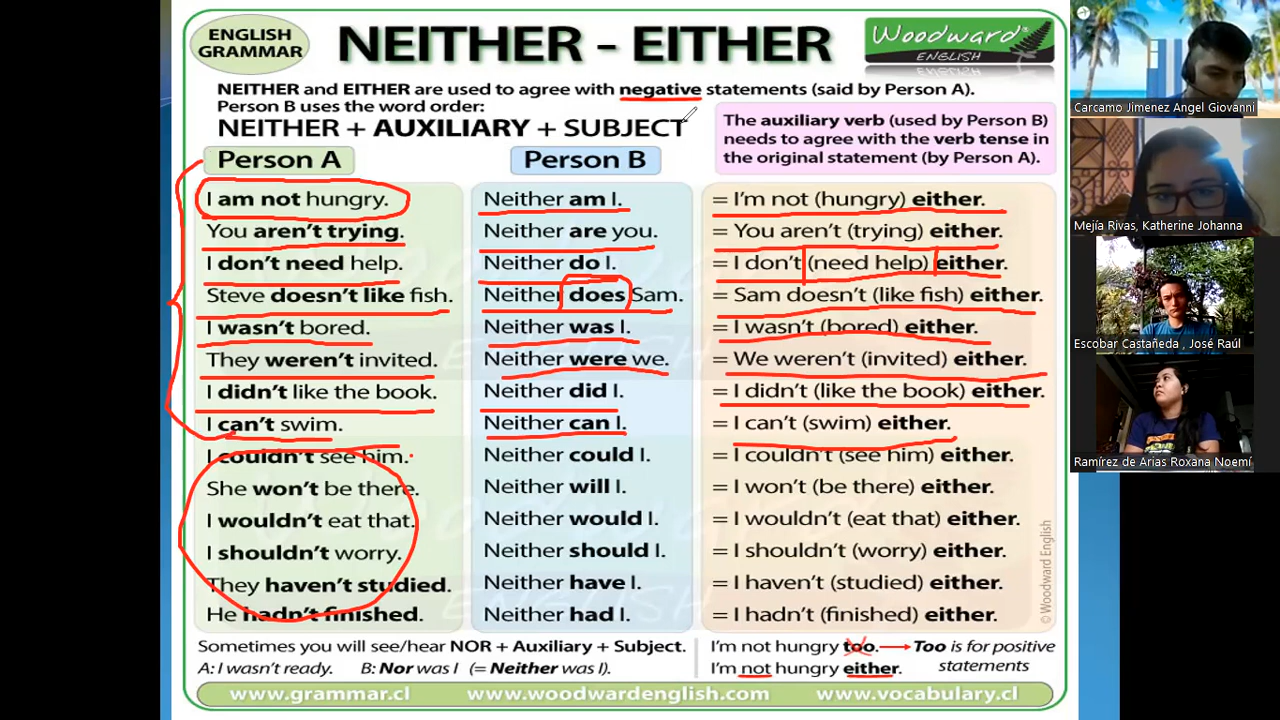 ENGLISH
GRAMMAR
NEITHER - EITHER
Woodward®
ENGLISH
NEITHER and EITHER are used to agree with negative statements (said by Person A).
Person B uses the word order:
NEITHER + AUXILIARY + SUBJECT
The auxiliary verb (used by Person B)
needs to agree with the verb tense in
the original statement (by Person A).
Person A Person B
I am not hungry. Neither am I. = I'm not (hungry) either.
You aren't trying. Neither are you. = You aren't (trying) either.
I don't need help. Neither do I. = I don't (need help) either.
Steve doesn't like fish. Neither does Sam. = Sam doesn't (like fish) either.
I wasn't bored. Neither was I. = I wasn't (bored) either.
They weren't invited. Neither were we. = We weren't (invited) either.
I didn't like the book. Neither did I. = I didn't (like the book) either.
I can't swim. Neither can I. = I can't (swim) either.
I couldn't see him. Neither could I. = I couldn't (see him) either.
She won't be there. Neither will I. = I won't (be there) either.
I wouldn't eat that. Neither would I. = I wouldn't (eat that) either.
I shouldn't worry. Neither should I. = I shouldn't (worry) either.
They haven't studied. Neither have I. = I haven't (studied) either.
He hadn't finished. Neither had I. = I hadn't (finished) either.
© Woodward English
Sometimes you will see/hear NOR + Auxiliary + Subject.
A: I wasn't ready. B: Nor was I (= Neither was I).
I'm not hungry too. Too is for positive
statements
I'm not hungry either.
www.grammar.cl www.woodwardenglish.com www.vocabulary.cl
Carcamo Jimenez Angel Giovanni
Mejía Rivas, Katherine Johanna
Escobar Castañeda , José Raúl
Ramírez de Arias Roxana Noemí